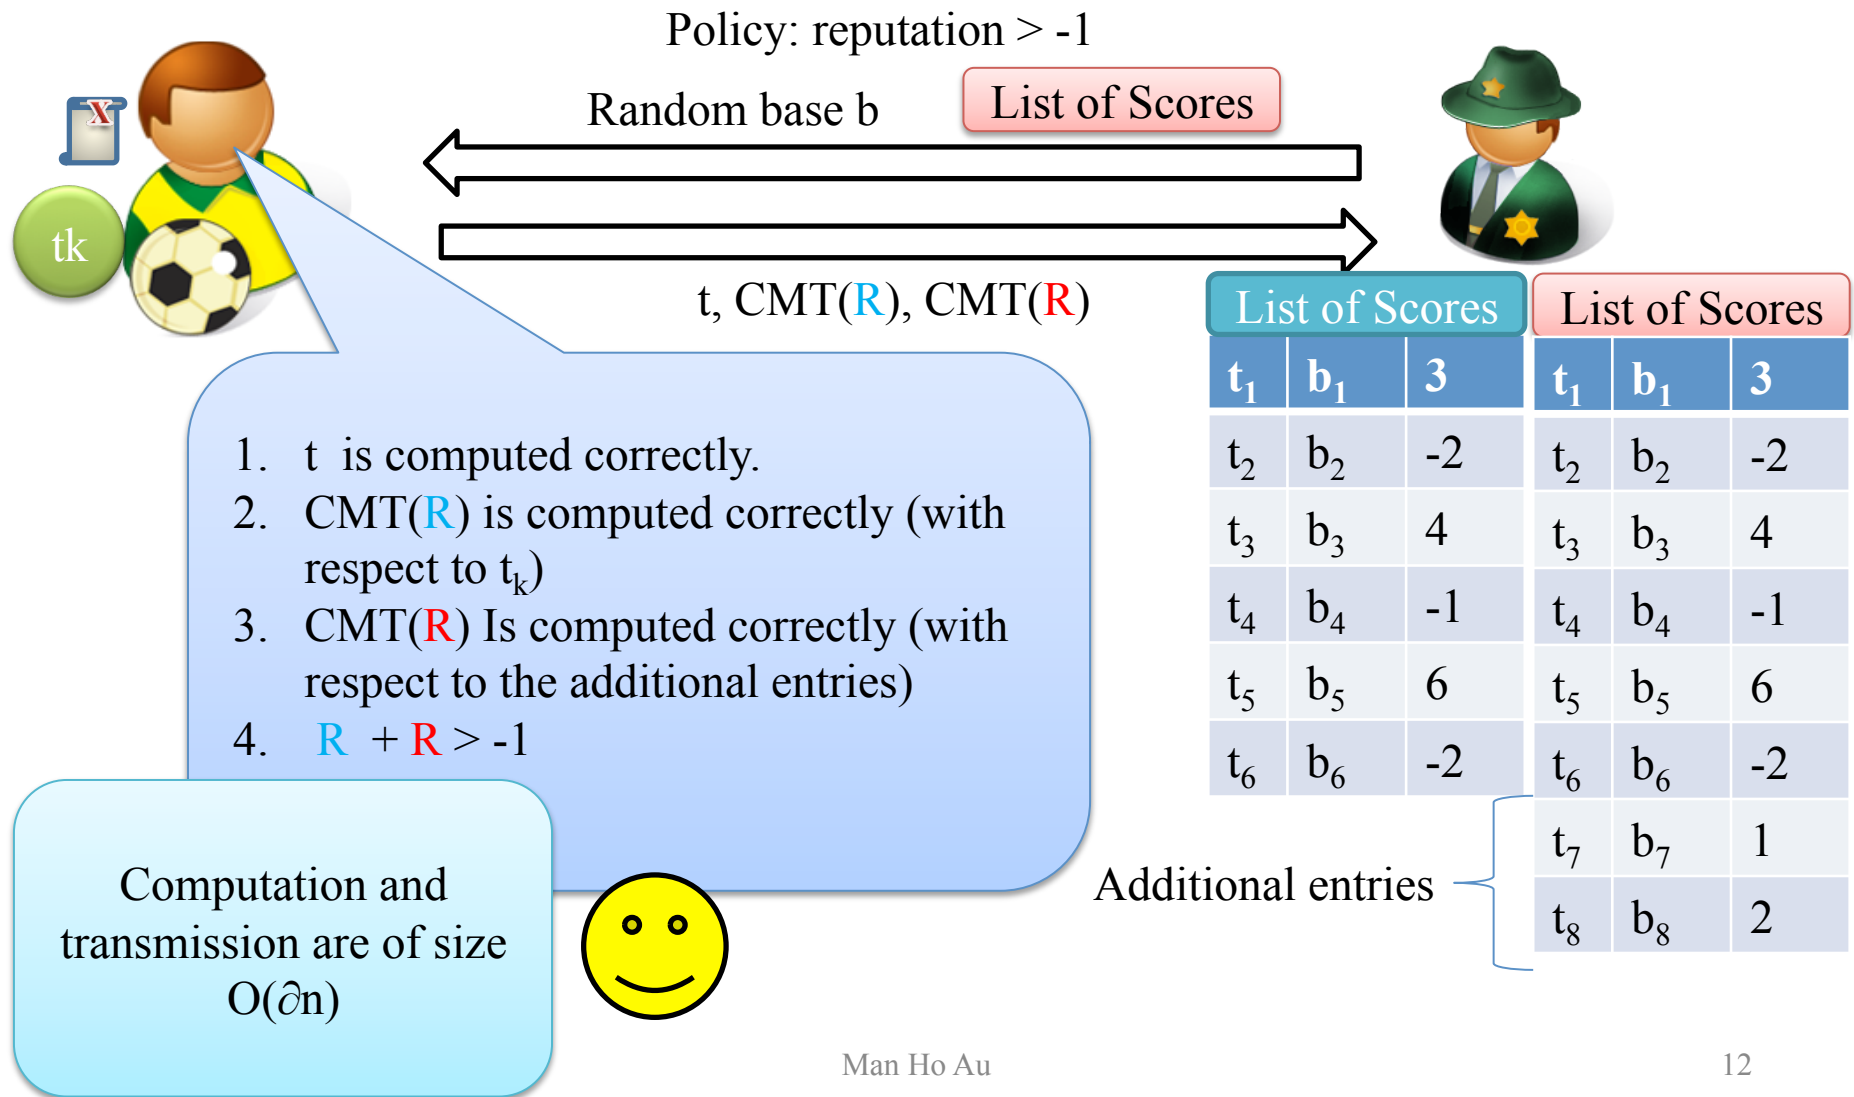 Policy: reputation > -1
Random base b
List of Scores
X
tk
t, CMT(R), CMT(R)
1. t is computed correctly.
2. CMT(R) is computed correctly (with
respect to tₖ)
3. CMT(R) Is computed correctly (with
respect to the additional entries)
4. R + R > -1
Computation and
transmission are of size
O(∂n)
List of Scores
t₁ b₁ 3
t₂ b₂ -2
t₃ b₃ 4
t₄ b₄ -1
t₅ b₅ 6
t₆ b₆ -2
List of Scores
t₁ b₁ 3
t₂ b₂ -2
t₃ b₃ 4
t₄ b₄ -1
t₅ b₅ 6
t₆ b₆ -2
t₇ b₇ 1
t₈ b₈ 2
Additional entries
Man Ho Au
12